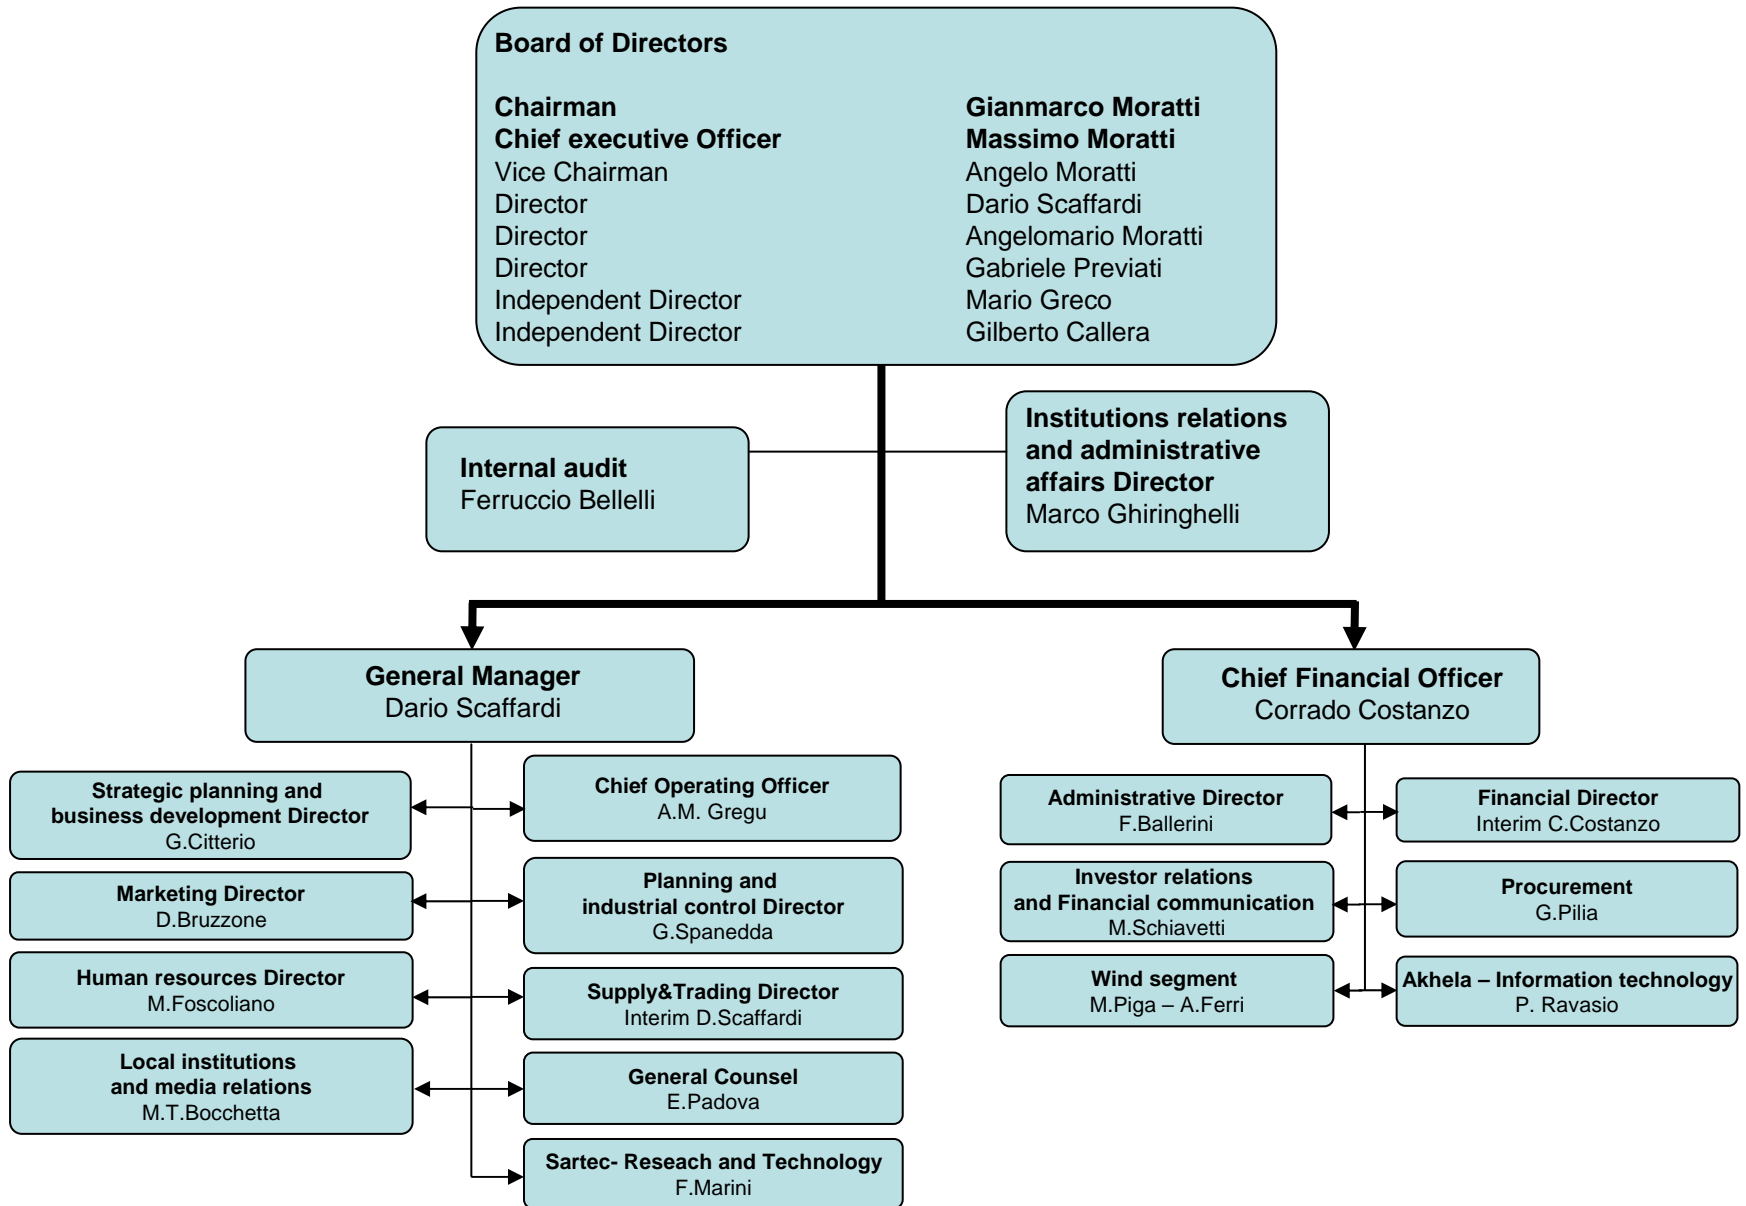 Board of Directors
Chairman Gianmarco Moratti
Chief executive Officer Massimo Moratti
Vice Chairman Angelo Moratti
Director Dario Scaffardi
Director Angelomario Moratti
Director Gabriele Previati
Independent Director Mario Greco
Independent Director Gilberto Callera
Internal audit
Ferruccio Bellelli
Institutions relations
and administrative
affairs Director
Marco Ghiringhelli
General Manager
Dario Scaffardi
Chief Financial Officer
Corrado Costanzo
Strategic planning and
business development Director
G.Citterio
Chief Operating Officer
A.M. Gregu
Marketing Director
D.Bruzzone
Planning and
industrial control Director
G.Spanedda
Human resources Director
M.Foscoliano
Supply&Trading Director
Interim D.Scaffardi
Local institutions
and media relations
M.T.Bocchetta
General Counsel
E.Padova
Sartec- Reseach and Technology
F.Marini
Administrative Director
F.Ballerini
Financial Director
Interim C.Costanzo
Investor relations
and Financial communication
M.Schiavetti
Procurement
G.Pilia
Wind segment
M.Piga – A.Ferri
Akhela – Information technology
P. Ravasio